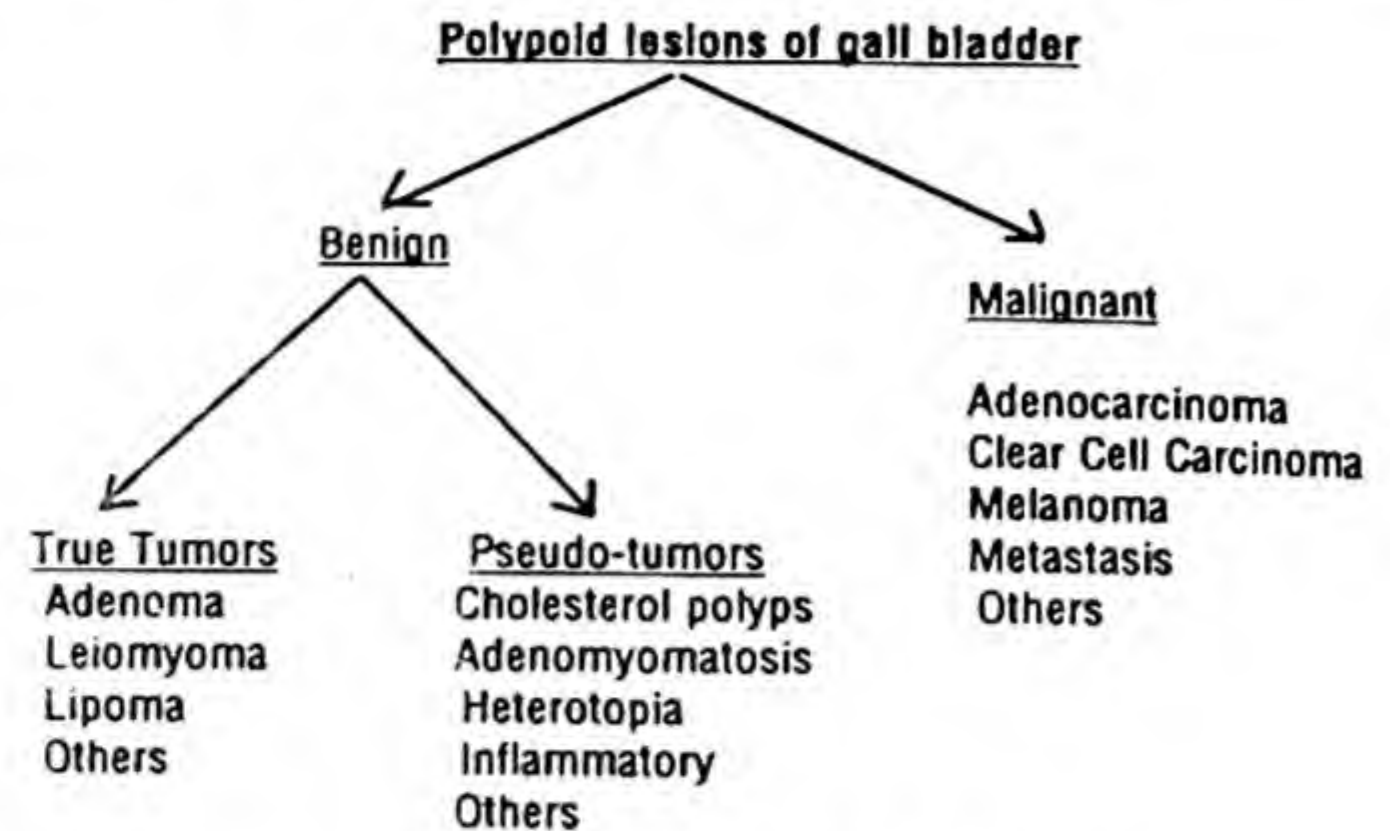 Polypoid lesions of gall bladder
Benign
Malignant
Adenocarcinoma
Clear Cell Carcinoma
Melanoma
Metastasis
Others
True Tumors
Adenoma
Leiomyoma
Lipoma
Others
Pseudo-tumors
Cholesterol polyps
Adenomyomatosis
Heterotopia
Inflammatory
Others